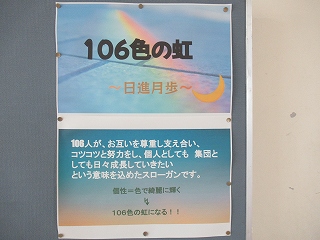 106色の虹
～日進月歩～
106人が、お互いを尊重し支え合い、
コツコツと努力をし、個人としても 集団と
しても日々成長していきたい
という意味を込めたスローガンです。
個性＝色で綺麗に輝く
⇓
106色の虹になる！！